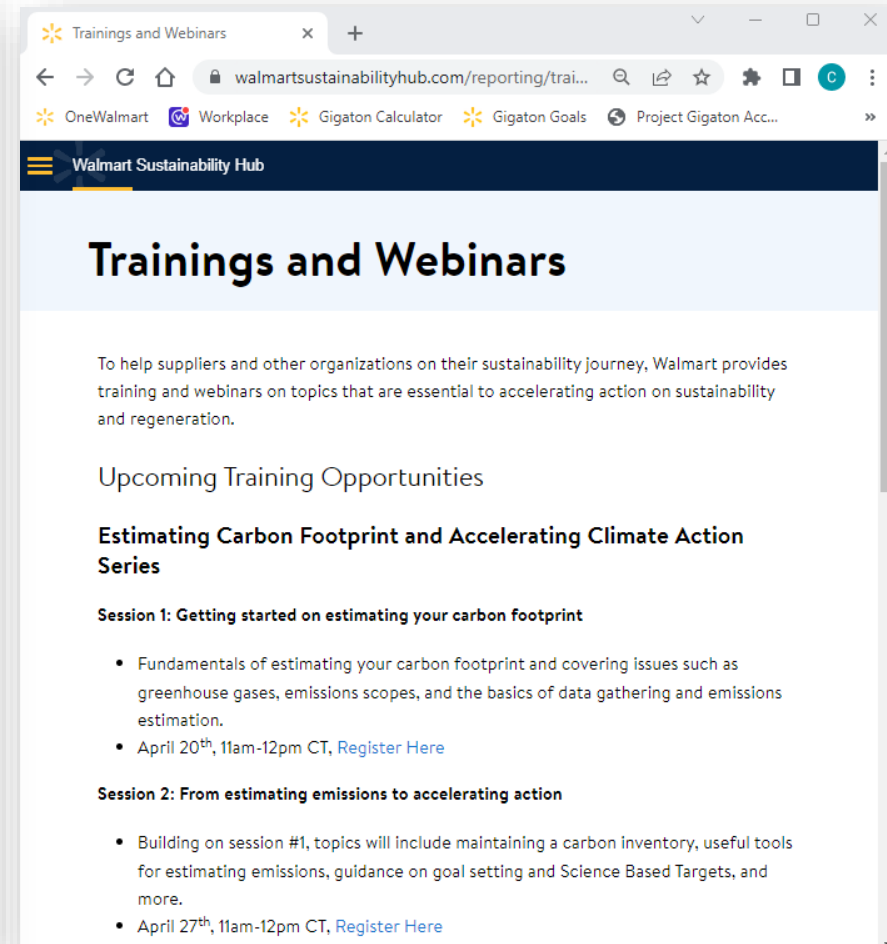 Trainings and Webinars
walmartsustainabilityhub.com/reporting/trai...
C
OneWalmart Workplace Gigaton Calculator Gigaton Goals Project Gigaton Acc... »
Walmart Sustainability Hub
Trainings and Webinars
To help suppliers and other organizations on their sustainability journey, Walmart provides
training and webinars on topics that are essential to accelerating action on sustainability
and regeneration.
Upcoming Training Opportunities
Estimating Carbon Footprint and Accelerating Climate Action
Series
Session 1: Getting started on estimating your carbon footprint
• Fundamentals of estimating your carbon footprint and covering issues such as
greenhouse gases, emissions scopes, and the basics of data gathering and emissions
estimation.
• April 20th, 11am-12pm CT, Register Here
Session 2: From estimating emissions to accelerating action
• Building on session #1, topics will include maintaining a carbon inventory, useful tools
for estimating emissions, guidance on goal setting and Science Based Targets, and
more.
• April 27th, 11am-12pm CT, Register Here